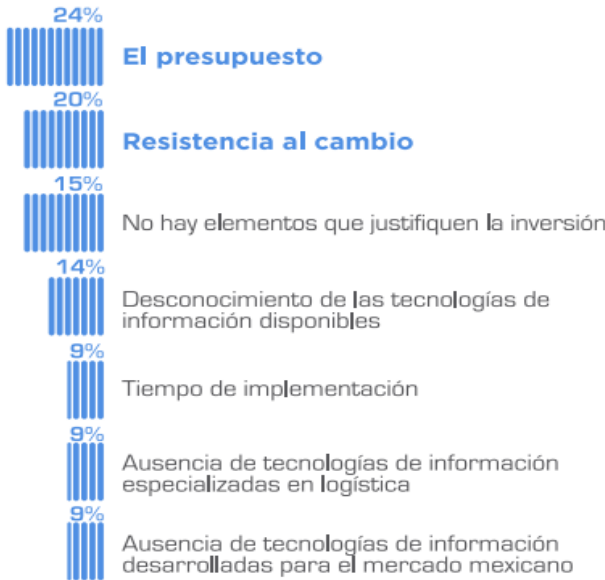 24%
El presupuesto
20%
Resistencia al cambio
15%
No hay elementos que justifiquen la inversión
14%
Desconocimiento de las tecnologías de
información disponibles
9%
Tiempo de implementación
9%
Ausencia de tecnologías de información
especializadas en logística
9%
Ausencia de tecnologías de información
desarrolladas para el mercado mexicano